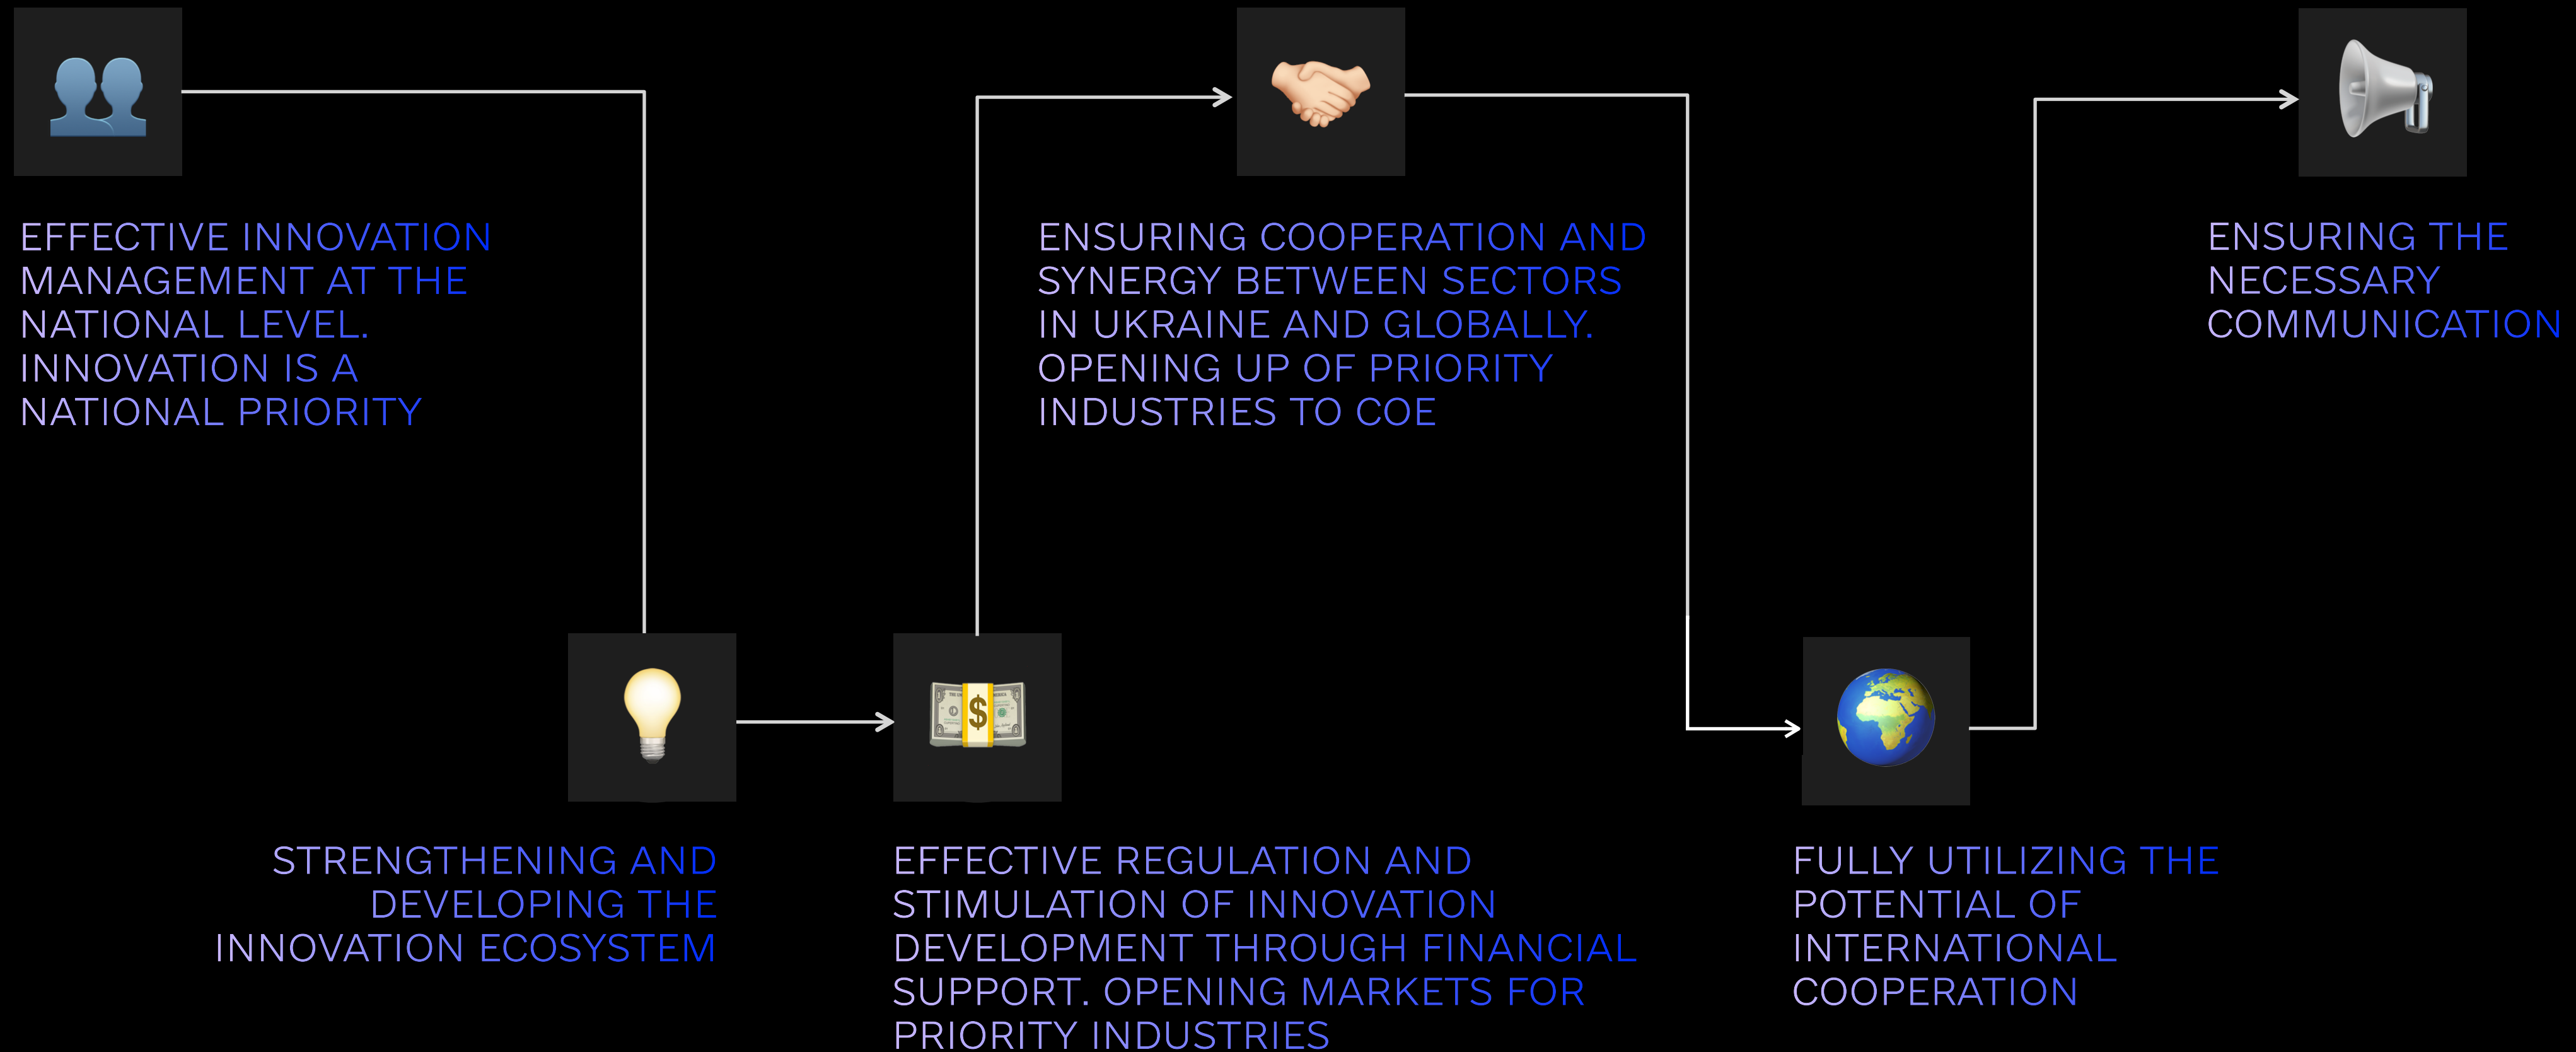 EFFECTIVE INNOVATION
MANAGEMENT AT THE
NATIONAL LEVEL.
INNOVATION IS A
NATIONAL PRIORITY
STRENGTHENING AND
DEVELOPING THE
INNOVATION ECOSYSTEM
$
EFFECTIVE REGULATION AND
STIMULATION OF INNOVATION
DEVELOPMENT THROUGH FINANCIAL
SUPPORT. OPENING MARKETS FOR
PRIORITY INDUSTRIES
ENSURING COOPERATION AND
SYNERGY BETWEEN SECTORS
IN UKRAINE AND GLOBALLY.
OPENING UP OF PRIORITY
INDUSTRIES TO COE
FULLY UTILIZING THE
POTENTIAL OF
INTERNATIONAL
COOPERATION
ENSURING THE
NECESSARY
COMMUNICATION